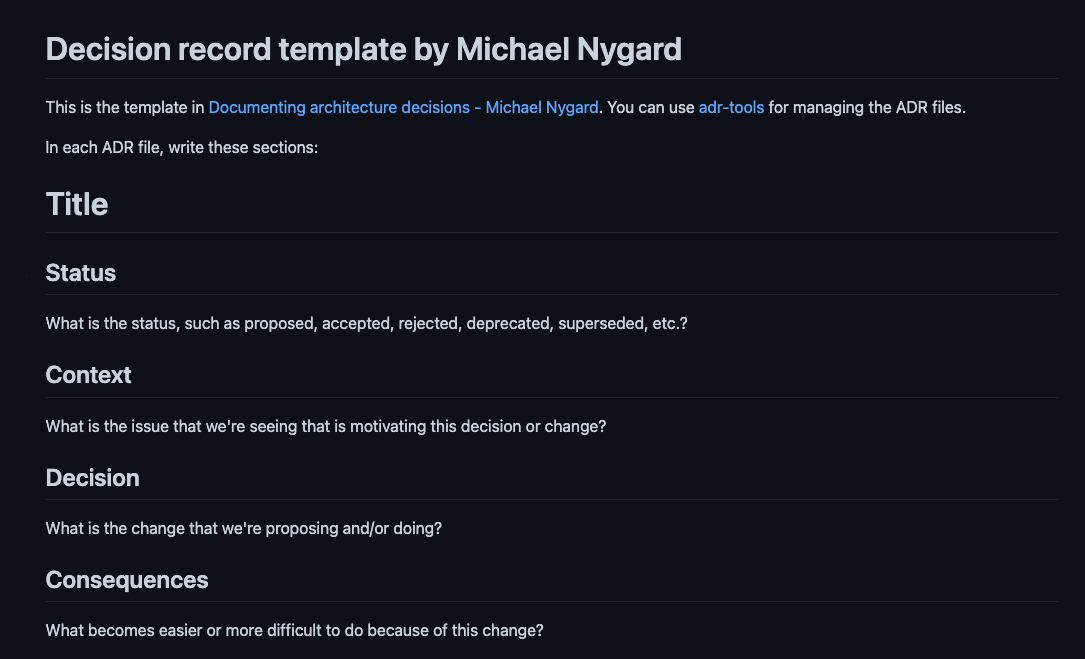 Decision record template by Michael Nygard
This is the template in Documenting architecture decisions - Michael Nygard. You can use adr-tools for managing the ADR files.
In each ADR file, write these sections:
Title
Status
What is the status, such as proposed, accepted, rejected, deprecated, superseded, etc.?
Context
What is the issue that we're seeing that is motivating this decision or change?
Decision
What is the change that we're proposing and/or doing?
Consequences
What becomes easier or more difficult to do because of this change?